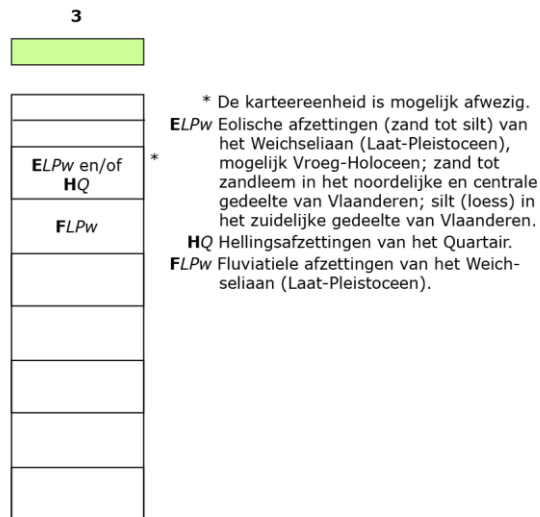 3
* De karteereenheid is mogelijk afwezig.
ELPw Eolische afzettingen (zand tot silt) van
het Weichseliaan (Laat-Pleistoceen),
mogelijk Vroeg-Holoceen; zand tot
zandleem in het noordelijke en centrale
gedeelte van Vlaanderen; silt (loess) in
het zuidelijke gedeelte van Vlaanderen.
HQ Hellingsafzettingen van het Quartair.
FLPw Fluviatiele afzettingen van het Weich-
seliaan (Laat-Pleistoceen).
ELPw en/of *
HQ
FLPw